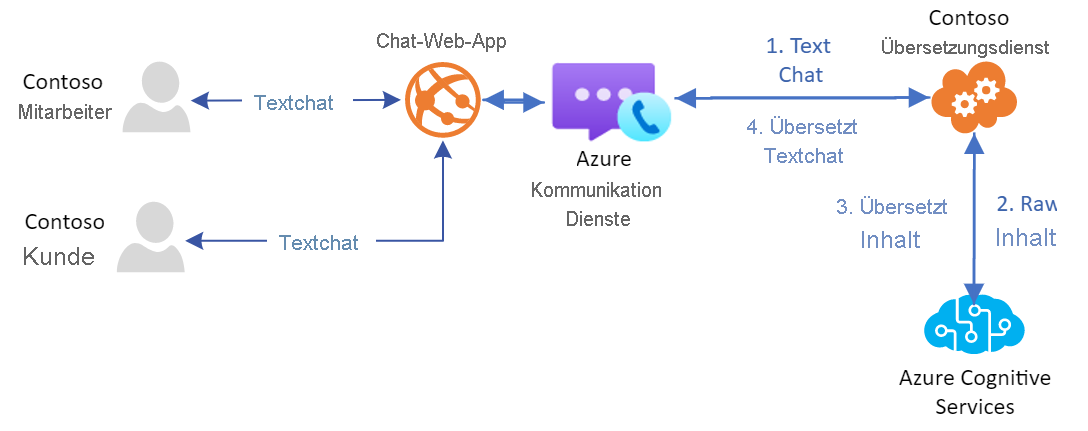 Contoso
Mitarbeiter
Textchat
Chat-Web-App
Contoso
Kunde
Textchat
Azure
Kommunikation
Dienste
1. Text
Chat
4. Übersetzt
Textchat
Contoso
Übersetzungsdienst
3. Übersetzt
Inhalt
2. Raw
Inhalt
Azure Cognitive
Services